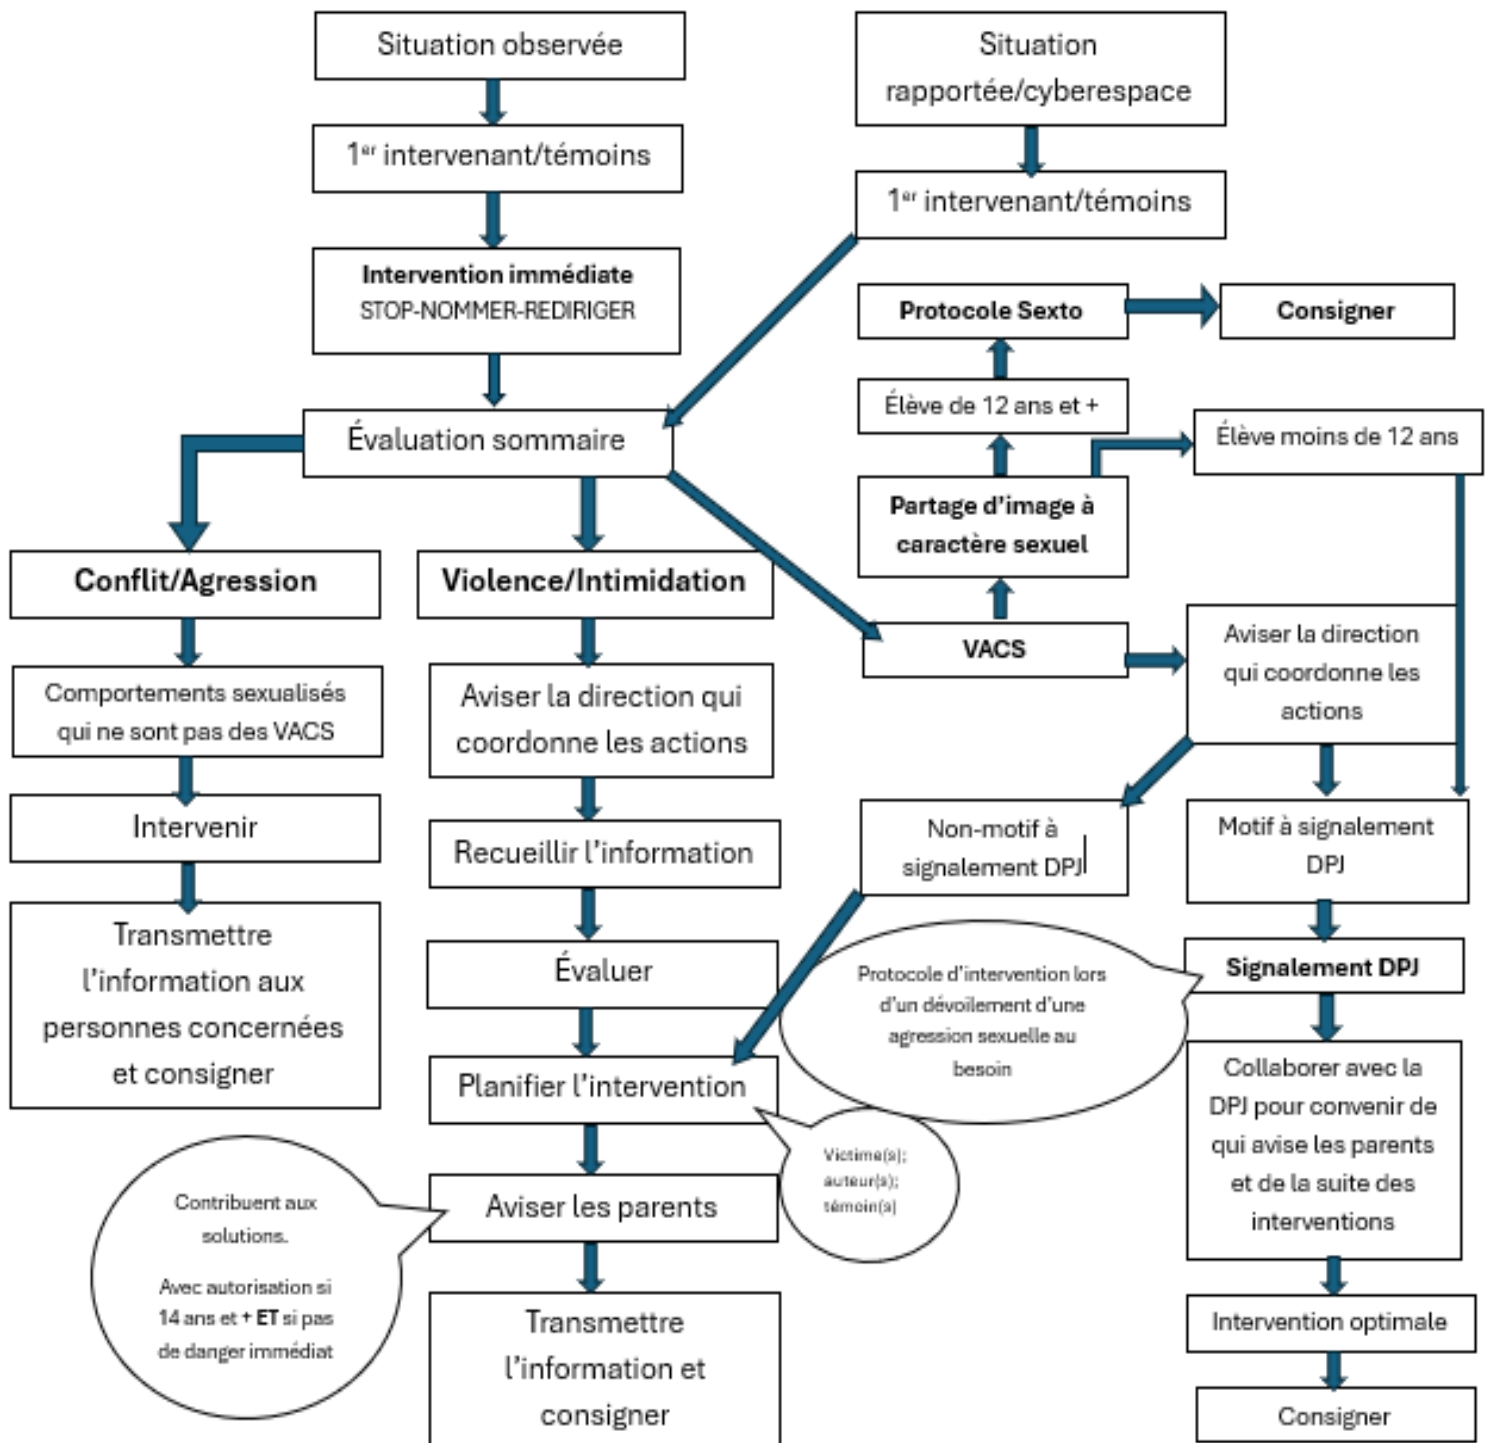 Situation observée
1er intervenant/témoins
Intervention immédiate
STOP-NOMMER-REDIRIGER
Évaluation sommaire
Situation
rapportée/cyberespace
1er intervenant/témoins
Protocole Sexto
Consigner
Élève de 12 ans et +
Élève moins de 12 ans
Partage d'image à
caractère sexuel
VACS
Conflit/Agression
Comportements sexualisés
qui ne sont pas des VACS
Intervenir
Transmettre
l'information aux
personnes concernées
et consigner
Violence/Intimidation
Aviser la direction qui
coordonne les actions
Recueillir l'information
Évaluer
Planifier l'intervention
Victime(s);
auteur(s);
témoin(s)
Aviser les parents
Contribuent aux
solutions.
Avec autorisation si
14 ans et + ET si pas
de danger immédiat
Transmettre
l'information et
consigner
Aviser la direction
qui coordonne les
actions
Non-motif à
signalement DPJ
Motif à signalement
DPJ
Signalement DPJ
Protocole d'intervention lors
d'un dévoilement d'une
agression sexuelle au
besoin
Collaborer avec la
DPJ pour convenir de
qui avise les parents
et de la suite des
interventions
Intervention optimale
Consigner